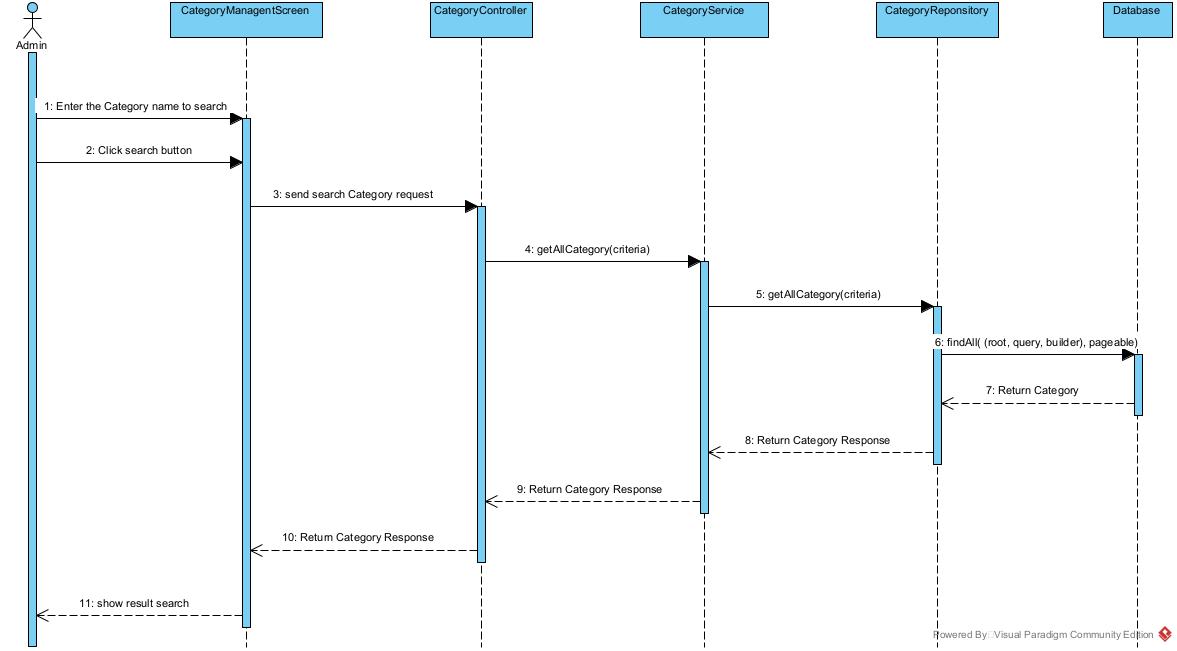 CategoryManagentScreen
CategoryController
CategoryService
CategoryReponsitory
Database
Admin
1: Enter the Category name to search
2: Click search button
3: send search Category request
4: getAllCategory(criteria)
5: getAllCategory(criteria)
6: findAll( (root, query, builder), pageable)
7: Return Category
8: Return Category Response
9: Return Category Response
10: Return Category Response
11: show result search
Powered By Visual Paradigm Community Edition